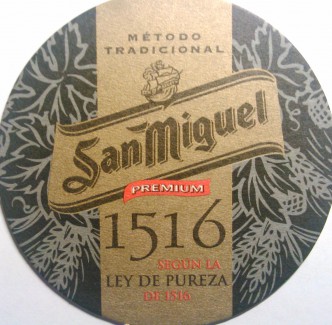 MÉTODO
TRADICIONAL
San Miguel
PREMIUM
1516
SEGÚN LA
LEY DE PUREZA
DE 1516